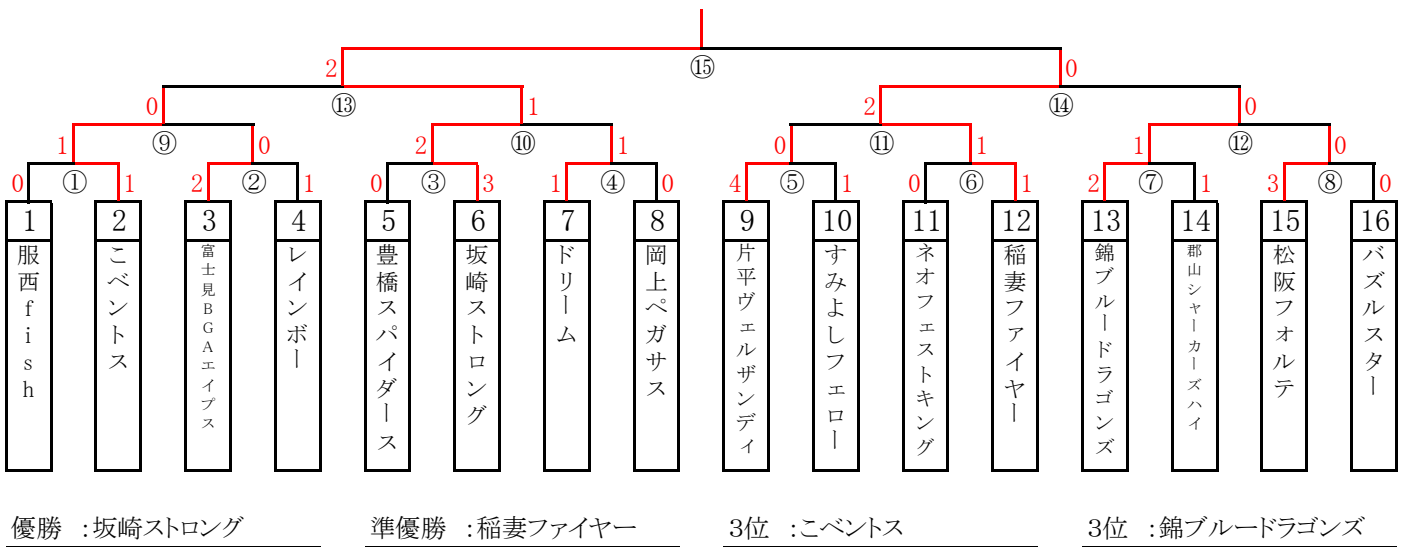 2 ⑮ 0
0 ⑬ 1 2 ⑭ 0
1 ⑨ 0 2 ⑩ 1 0 ⑪ 1 1 ⑫ 0
0 ① 1 2 ② 1 0 ③ 3 1 ④ 0 4 ⑤ 1 0 ⑥ 1 2 ⑦ 1 3 ⑧ 0
1 2 3 4 5 6 7 8 9 10 11 12 13 14 15 16
服西fish
こベントス
富士見BGAエイプス
レインボー
豊橋スパイダース
坂崎ストロング
ドリーム
岡上ペガサス
片平ヴェルザンディ
すみよしフェロー
ネオフェストキング
稲妻ファイヤー
錦ブルードラゴンズ
郡山シャーカーズハイ
松阪フォルテ
バズルスター
優勝 :坂崎ストロング 準優勝 :稲妻ファイヤー 3位 :こベントス 3位 :錦ブルードラゴンズ